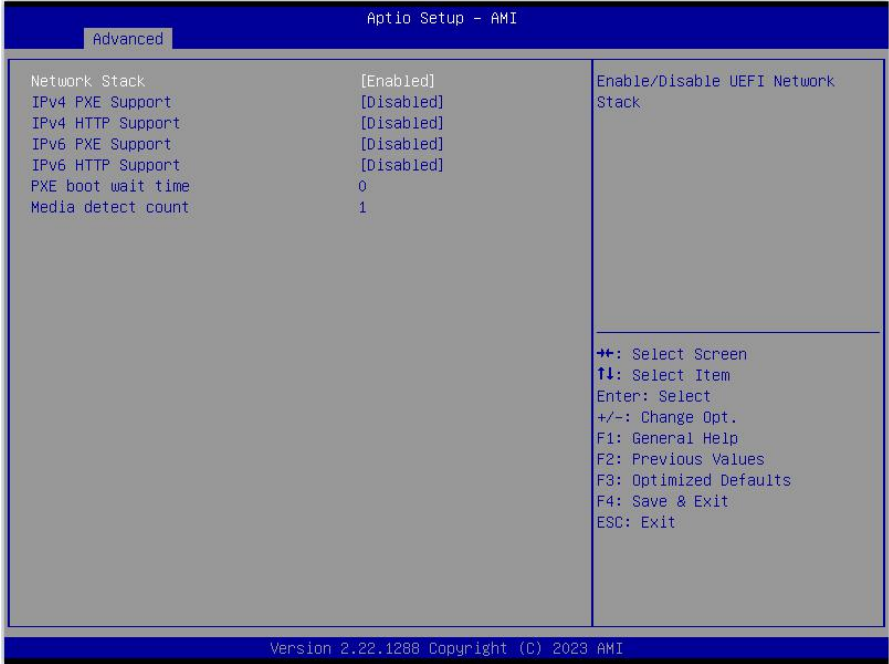 Aptio Setup – AMI
Advanced
Network Stack [Enabled]
IPv4 PXE Support [Disabled]
IPv4 HTTP Support [Disabled]
IPv6 PXE Support [Disabled]
IPv6 HTTP Support [Disabled]
PXE boot wait time 0
Media detect count 1
Enable/Disable UEFI Network
Stack
→←: Select Screen
↑↓: Select Item
Enter: Select
+/-: Change Opt.
F1: General Help
F2: Previous Values
F3: Optimized Defaults
F4: Save & Exit
ESC: Exit
Version 2.22.1288 Copyright (C) 2023 AMI